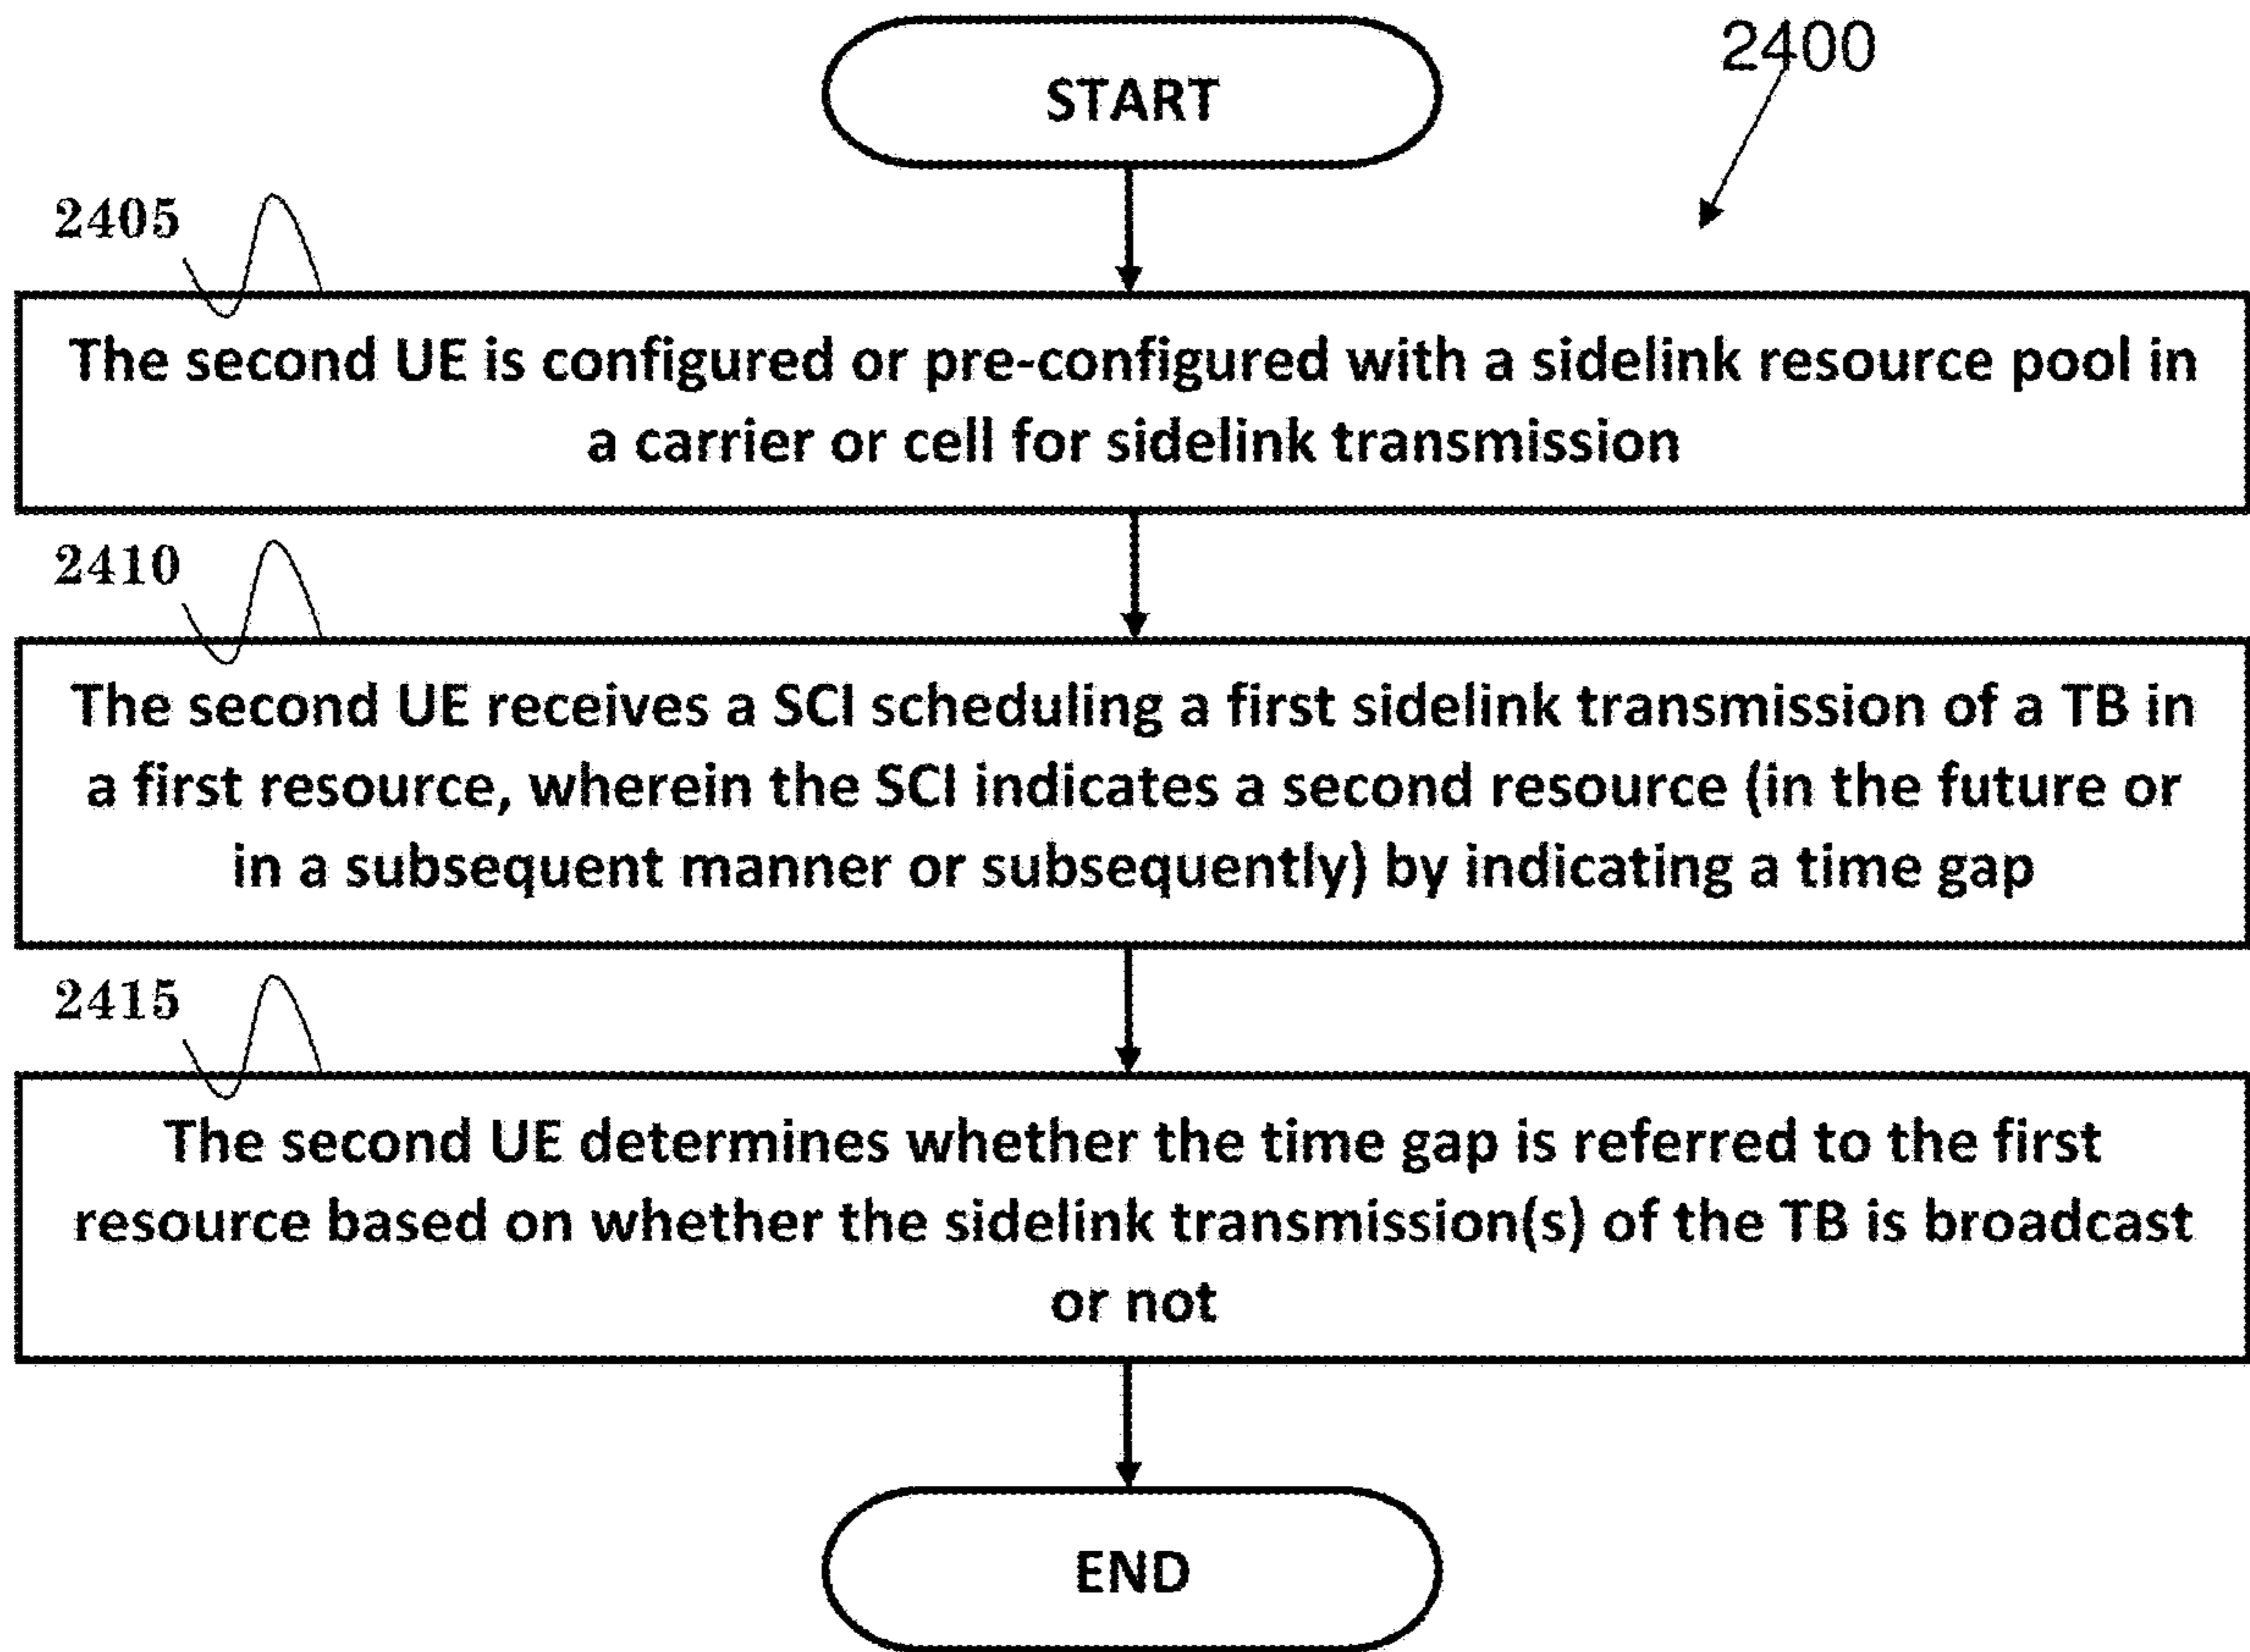 START
2400
2405
The second UE is configured or pre-configured with a sidelink resource pool in
a carrier or cell for sidelink transmission
2410
The second UE receives a SCI scheduling a first sidelink transmission of a TB in
a first resource, wherein the SCI indicates a second resource (in the future or
in a subsequent manner or subsequently) by indicating a time gap
2415
The second UE determines whether the time gap is referred to the first
resource based on whether the sidelink transmission(s) of the TB is broadcast
or not
END